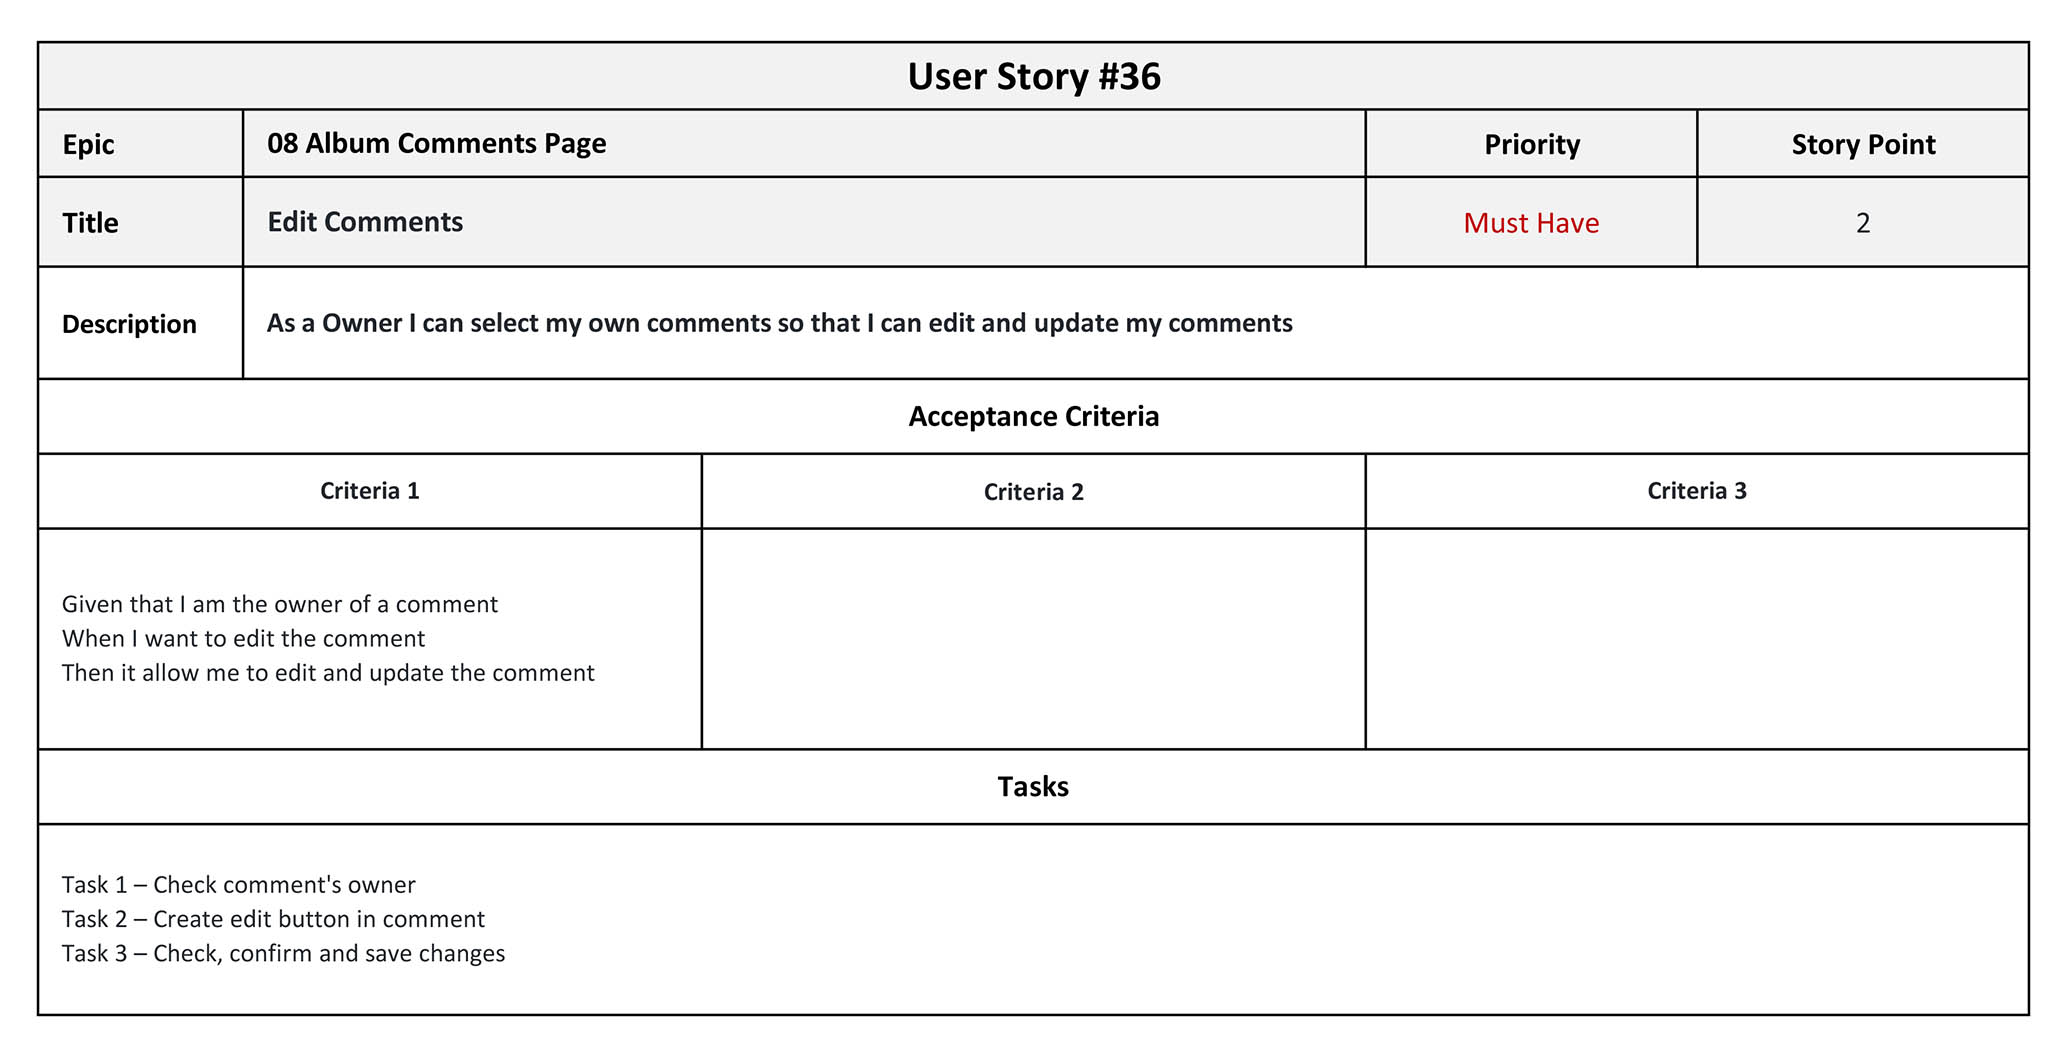 User Story #36
Epic
08 Album Comments Page
Priority
Story Point
Title
Edit Comments
Must Have
2
Description
As a Owner I can select my own comments so that I can edit and update my comments
Acceptance Criteria
Criteria 1
Criteria 2
Criteria 3
Given that I am the owner of a comment
When I want to edit the comment
Then it allow me to edit and update the comment
Tasks
Task 1 – Check comment's owner
Task 2 – Create edit button in comment
Task 3 – Check, confirm and save changes